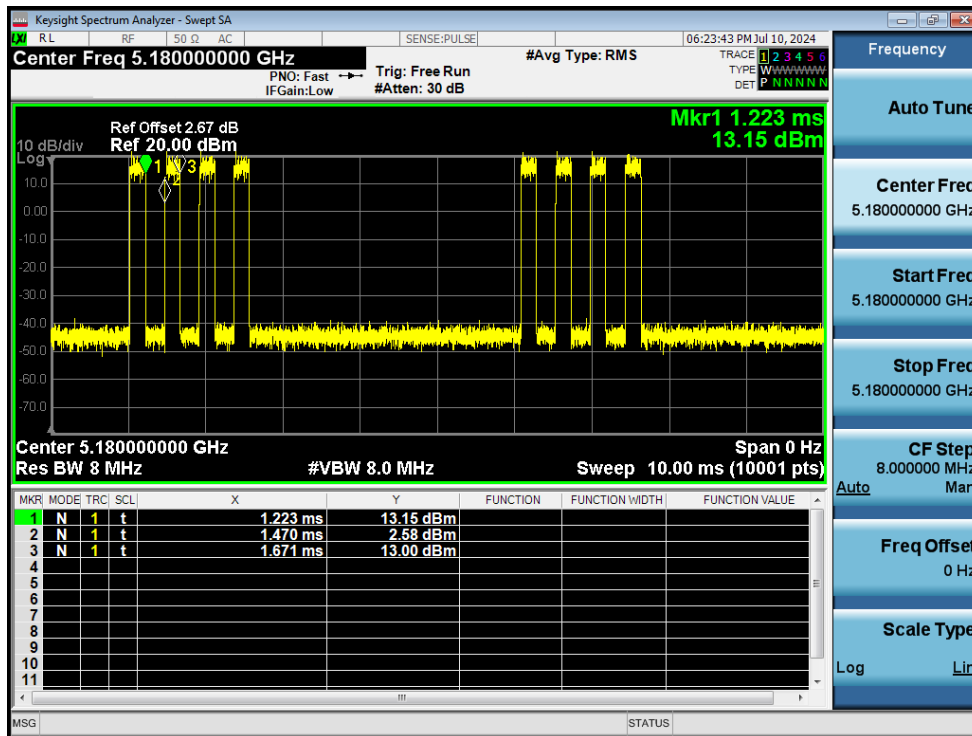 Keysight Spectrum Analyzer - Swept SA
LXI RL RF 50 Ω AC SENSE:PULSE 06:23:43 PM Jul 10, 2024
Center Freq 5.180000000 GHz
#Avg Type: RMS
TRACE 1 2 3 4 5 6
PNO: Fast Trig: Free Run
TYPE WWWWWW
IFGain:Low #Atten: 30 dB
DET P N N N N N
Mkr1 1.223 ms
13.15 dBm
Ref Offset 2.67 dB
10 dB/div Ref 20.00 dBm
Log
1
2
3
10.0
0.00
-10.0
-20.0
-30.0
-40.0
-50.0
-60.0
-70.0
Center 5.180000000 GHz Span 0 Hz
Res BW 8 MHz #VBW 8.0 MHz Sweep 10.00 ms (10001 pts)
MKR MODE TRC SCL X Y FUNCTION FUNCTION WIDTH FUNCTION VALUE
1 N 1 t 1.223 ms 13.15 dBm
2 N 1 t 1.470 ms 2.58 dBm
3 N 1 t 1.671 ms 13.00 dBm
4
5
6
7
8
9
10
11
MSG STATUS
Frequency
Auto Tune
Center Freq
5.180000000 GHz
Start Freq
5.180000000 GHz
Stop Freq
5.180000000 GHz
CF Step
8.000000 MHz
Auto Man
Freq Offset
0 Hz
Scale Type
Log Lin